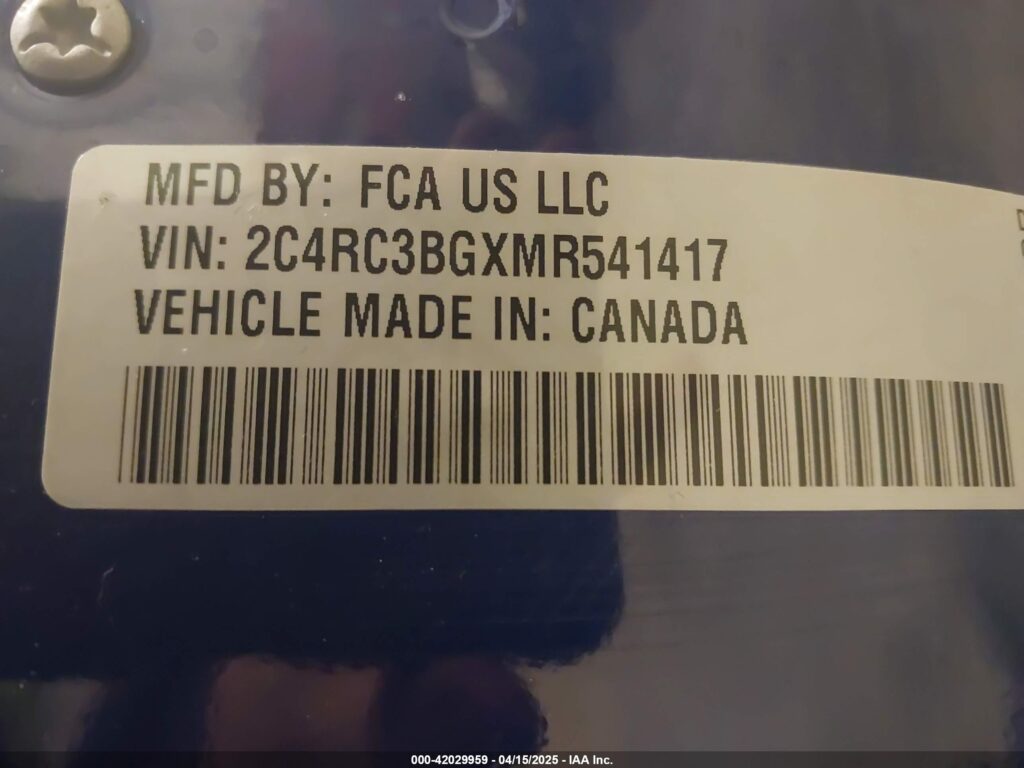 MFD BY: FCA US LLC
VIN: 2C4RC3BGXMR541417
VEHICLE MADE IN: CANADA
000-42029959 - 04/15/2025 - IAA Inc.